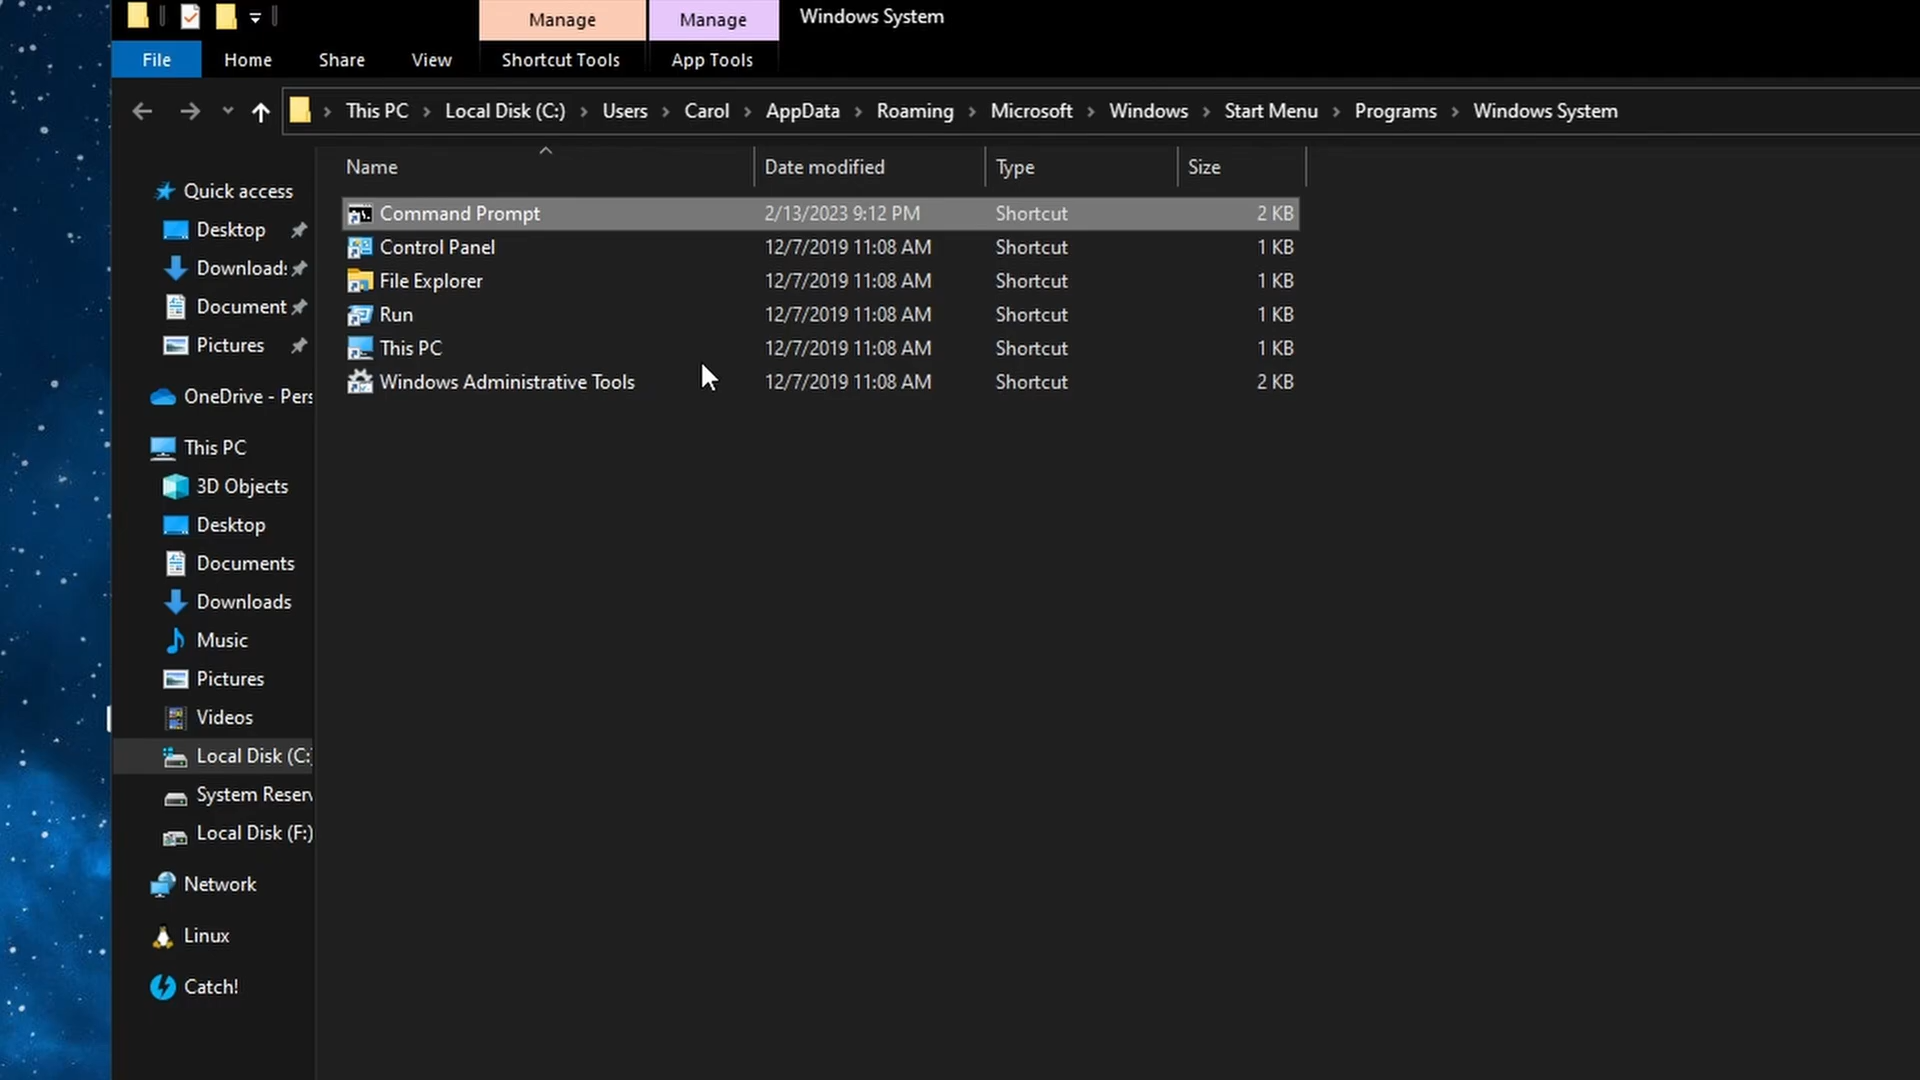 Manage Manage Windows System
File Home Share View Shortcut Tools App Tools
This PC Local Disk (C:) Users Carol AppData Roaming Microsoft Windows Start Menu Programs Windows System
Name Date modified Type Size
Command Prompt 2/13/2023 9:12 PM Shortcut 2 KB
Control Panel 12/7/2019 11:08 AM Shortcut 1 KB
File Explorer 12/7/2019 11:08 AM Shortcut 1 KB
Run 12/7/2019 11:08 AM Shortcut 1 KB
This PC 12/7/2019 11:08 AM Shortcut 1 KB
Windows Administrative Tools 12/7/2019 11:08 AM Shortcut 2 KB
Quick access
Desktop
Download:
Document
Pictures
OneDrive - Pers
This PC
3D Objects
Desktop
Documents
Downloads
Music
Pictures
Videos
Local Disk (C:)
System Reserv
Local Disk (F:)
Network
Linux
Catch!